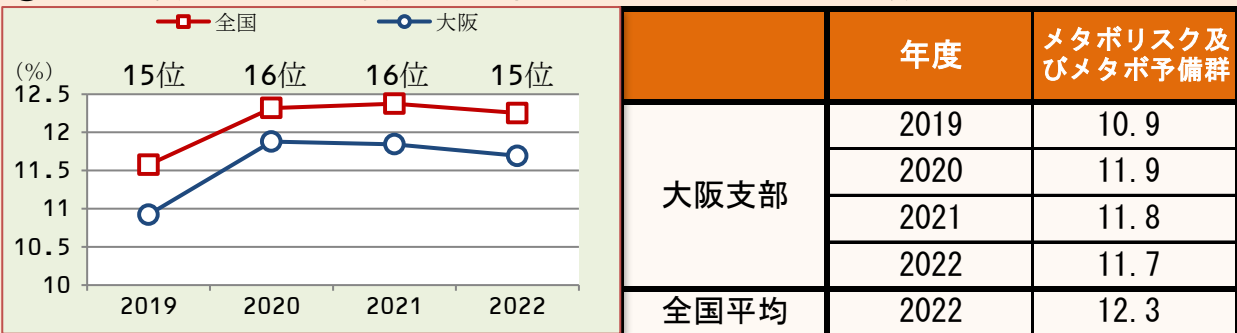 全国 大阪
(%) 15位 16位 16位 15位
12.5
12
11.5
11
10.5
10
2019 2020 2021 2022
年度 メタボリスク及
びメタボ予備群
大阪支部
2019 10.9
2020 11.9
2021 11.8
2022 11.7
全国平均 2022 12.3